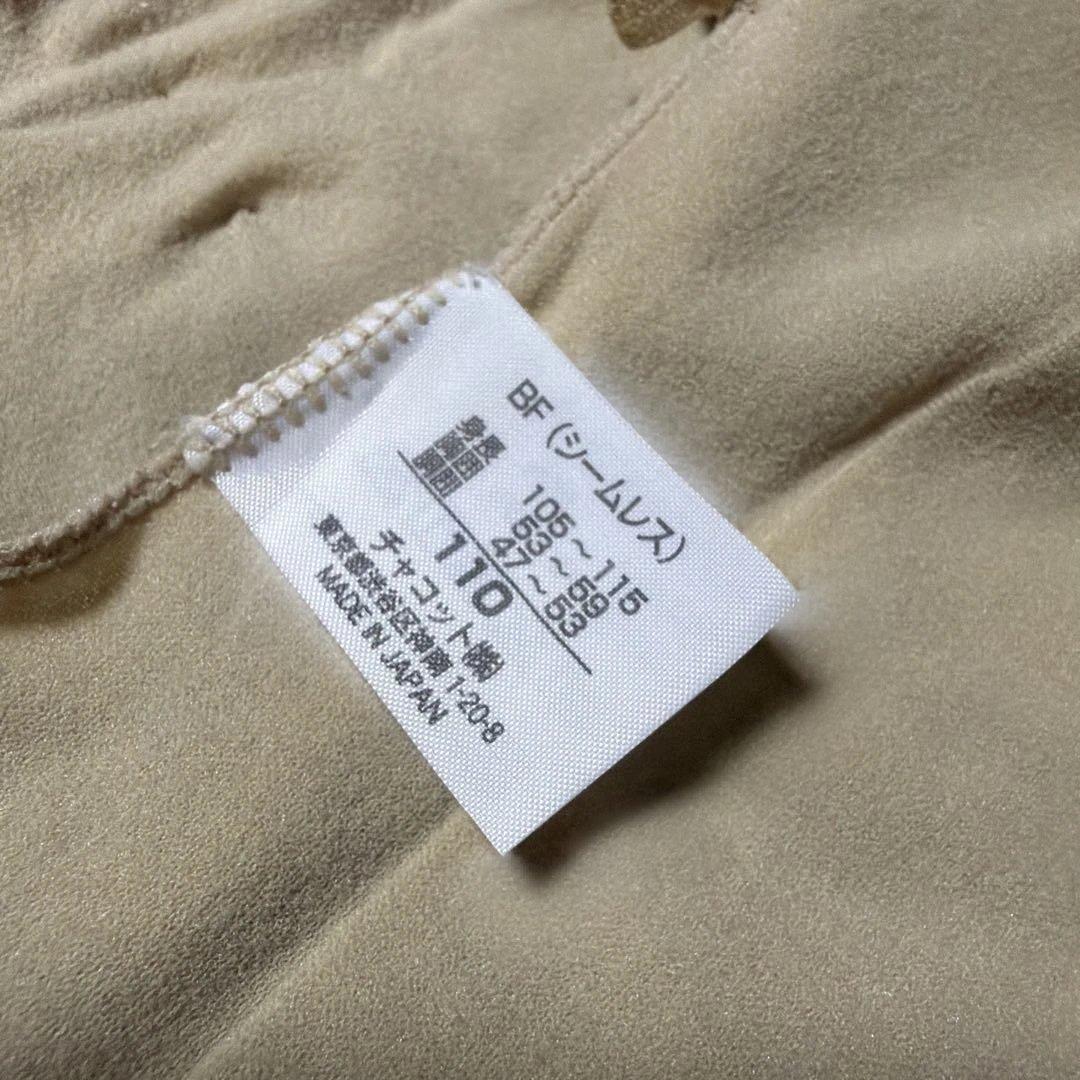 BF(シームレス)
身長 105～115
胸囲 53～59
胴囲 47～53
110
チャコット㈱
東京都渋谷区神南 1-20-8
MADE IN JAPAN